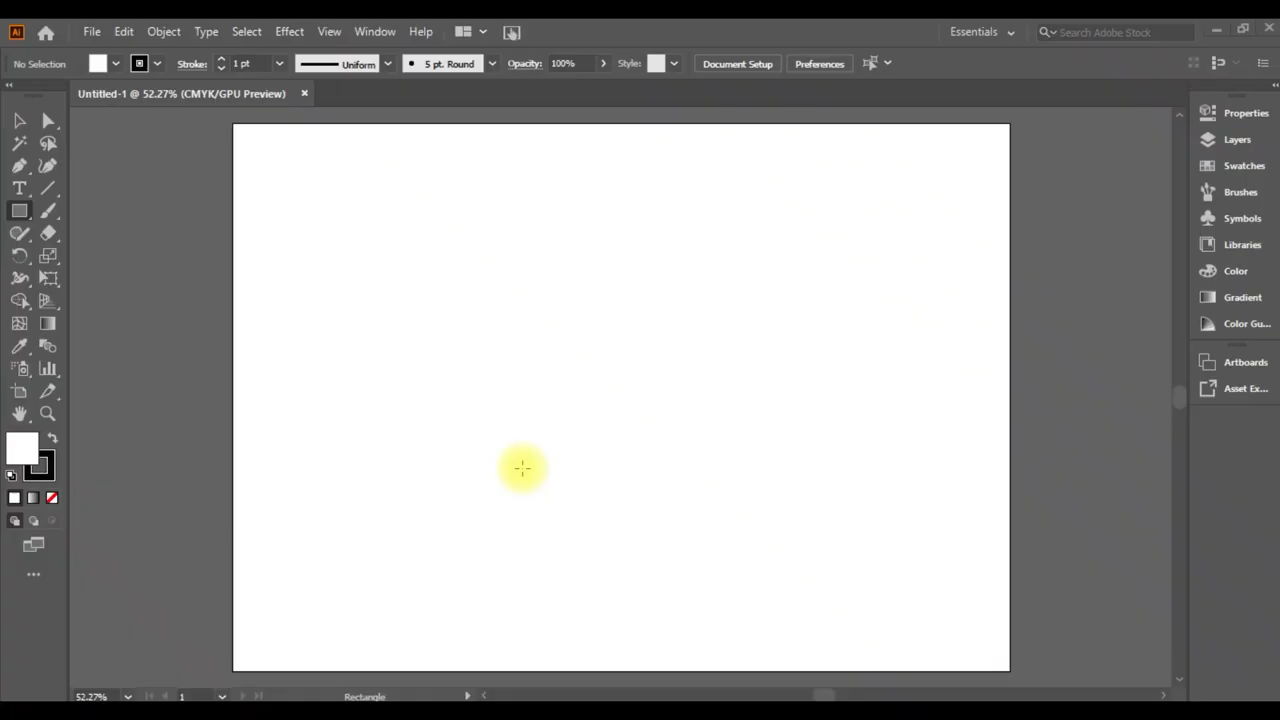 Ai File Edit Object Type Select Effect View Window Help Essentials Search Adobe Stock
No Selection Stroke: 1 pt Uniform 5 pt. Round Opacity: 100% Style: Document Setup Preferences
Untitled-1 @ 52.27% (CMYK/GPU Preview) ×
Properties
Layers
Swatches
Brushes
Symbols
Libraries
Color
Gradient
Color Gu...
Artboards
Asset Ex...
52.27% 1 Rectangle